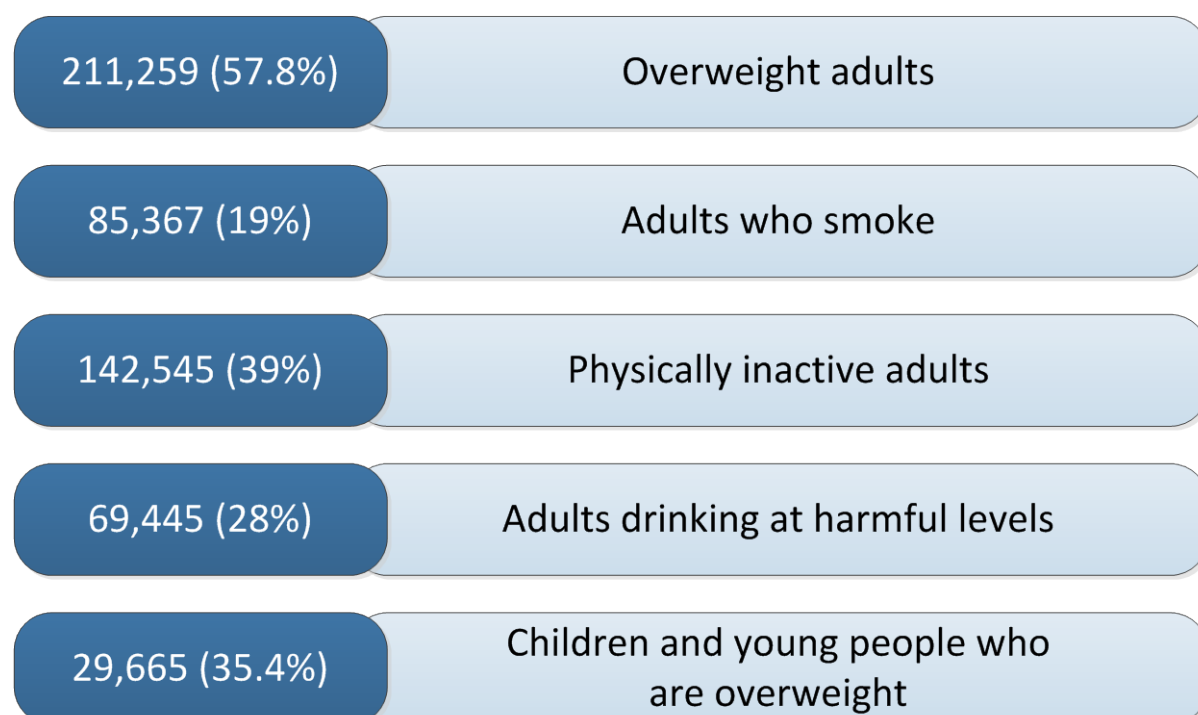 211,259 (57.8%) Overweight adults
85,367 (19%) Adults who smoke
142,545 (39%) Physically inactive adults
69,445 (28%) Adults drinking at harmful levels
29,665 (35.4%) Children and young people who
are overweight